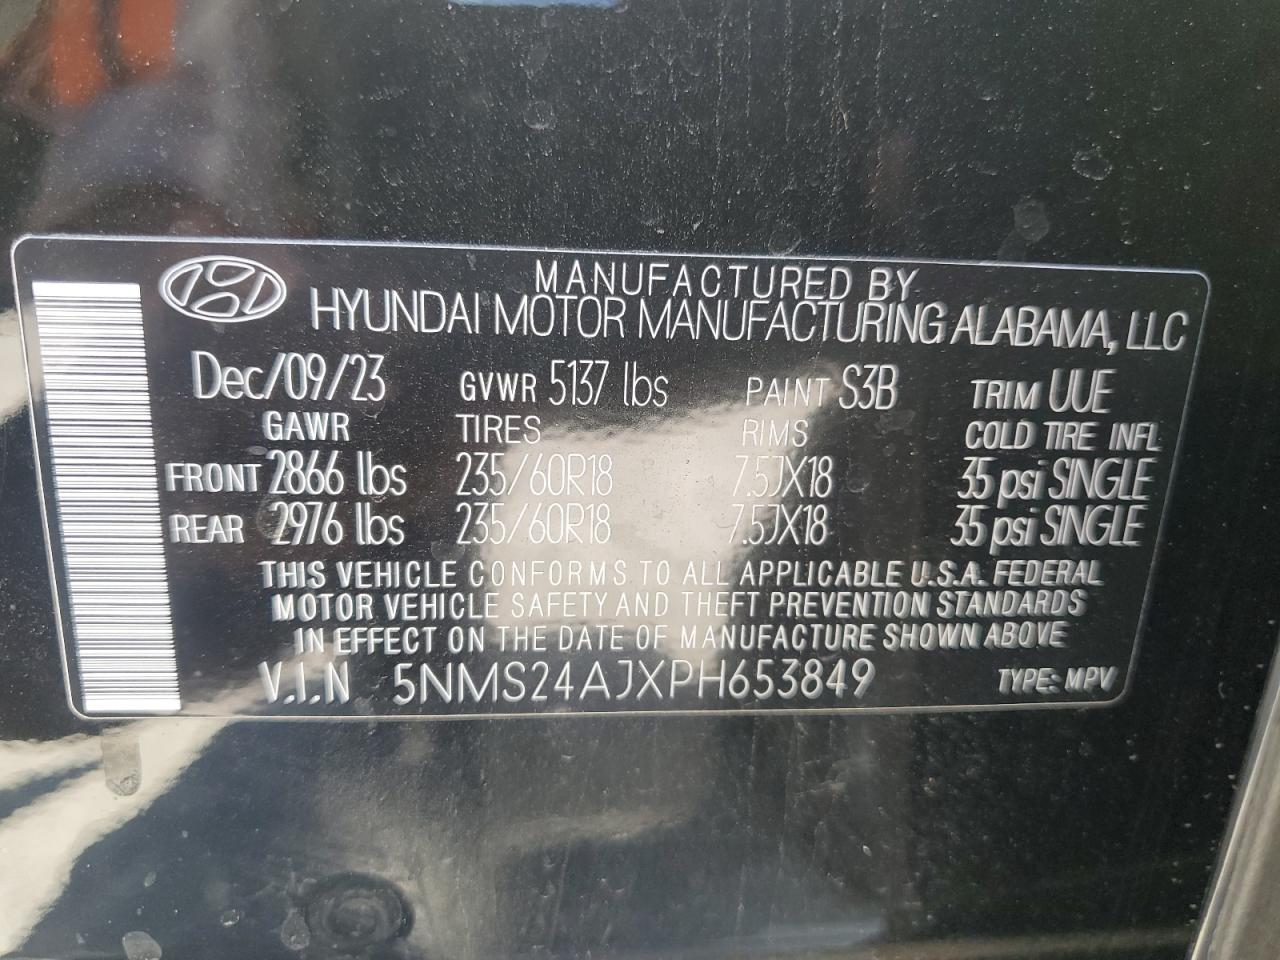 MANUFACTURED BY
HYUNDAI MOTOR MANUFACTURING ALABAMA, LLC
Dec/09/23 GVWR 5137 lbs PAINT S3B TRIM UUE
GAWR TIRES RIMS COLD TIRE INFL
FRONT 2866 lbs 235/60R18 7.5JX18 35 psi SINGLE
REAR 2976 lbs 235/60R18 7.5JX18 35 psi SINGLE
THIS VEHICLE CONFORMS TO ALL APPLICABLE U.S.A. FEDERAL
MOTOR VEHICLE SAFETY AND THEFT PREVENTION STANDARDS
IN EFFECT ON THE DATE OF MANUFACTURE SHOWN ABOVE
V.I.N 5NMS24AJXPH653849 TYPE: MPV